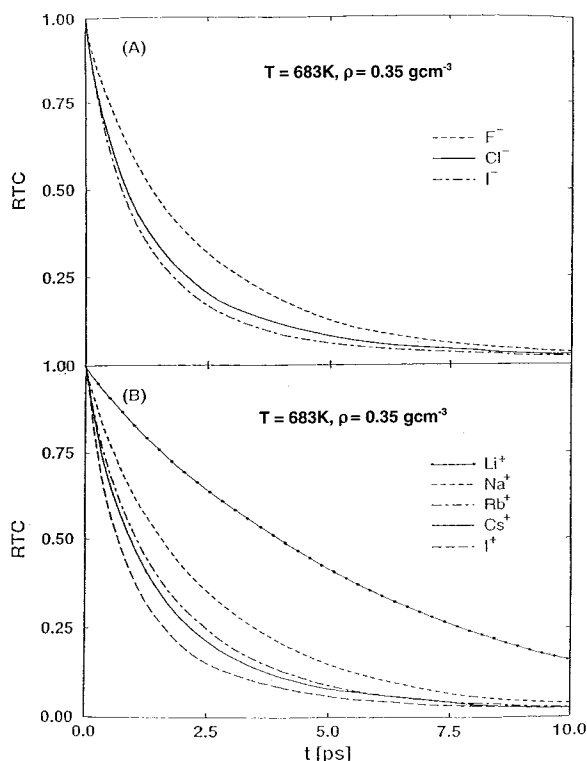 1.00
(A)
T = 683K, ρ = 0.35 gcm⁻³
0.75
F⁻
Cl⁻
I⁻
RTC
0.50
0.25
1.00
(B)
T = 683K, ρ = 0.35 gcm⁻³
0.75
Li⁺
Na⁺
Rb⁺
Cs⁺
I⁺
RTC
0.50
0.25
0.00
0.0 2.5 5.0 7.5 10.0
t [ps]